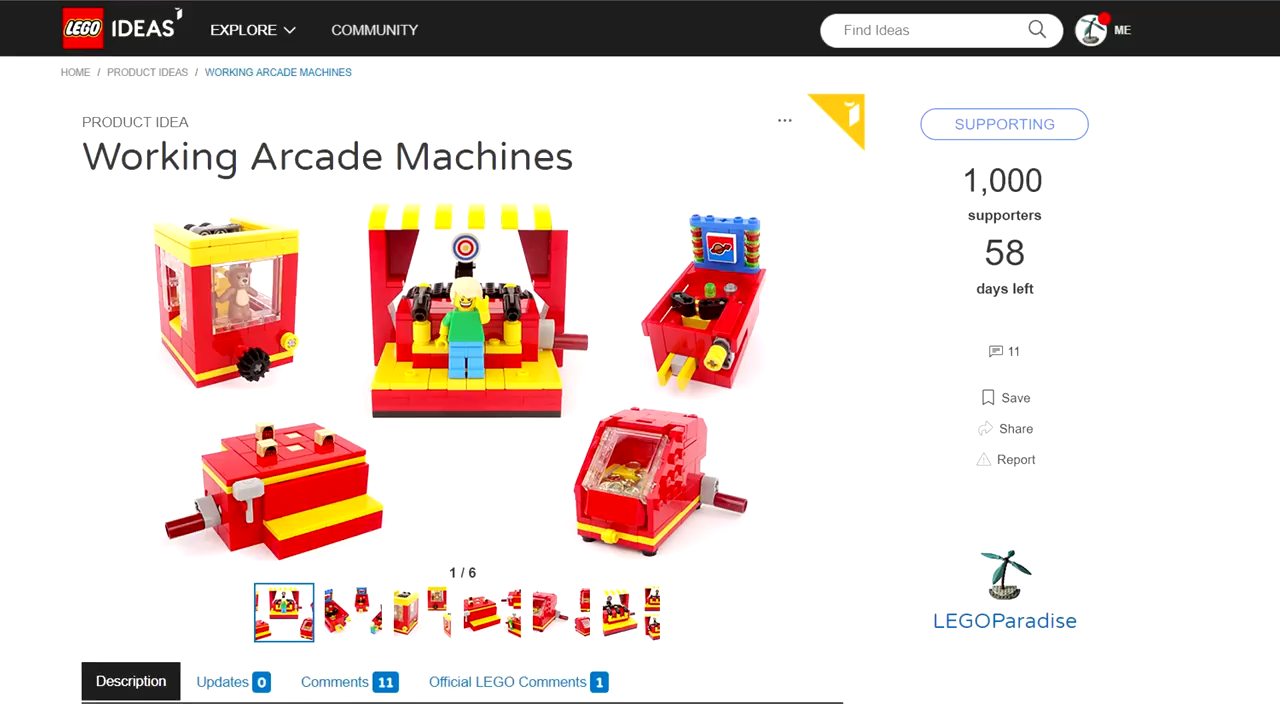 LEGO IDEAS
EXPLORE
COMMUNITY
Find Ideas
ME
HOME / PRODUCT IDEAS / WORKING ARCADE MACHINES
PRODUCT IDEA
...
Working Arcade Machines
1 / 6
SUPPORTING
1,000
supporters
58
days left
11
Save
Share
Report
LEGOParadise
Description
Updates 0
Comments 11
Official LEGO Comments 1